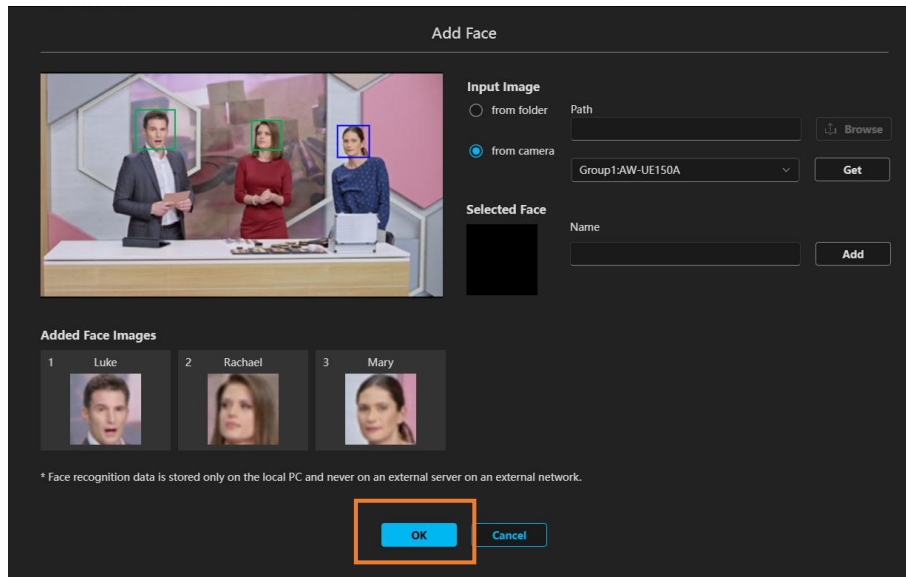 Add Face
Input Image
from folder
Path
Browse
from camera
Group1:AW-UE150A
Get
Selected Face
Name
Add
Added Face Images
1 Luke 2 Rachael 3 Mary
* Face recognition data is stored only on the local PC and never on an external server on an external network.
OK Cancel